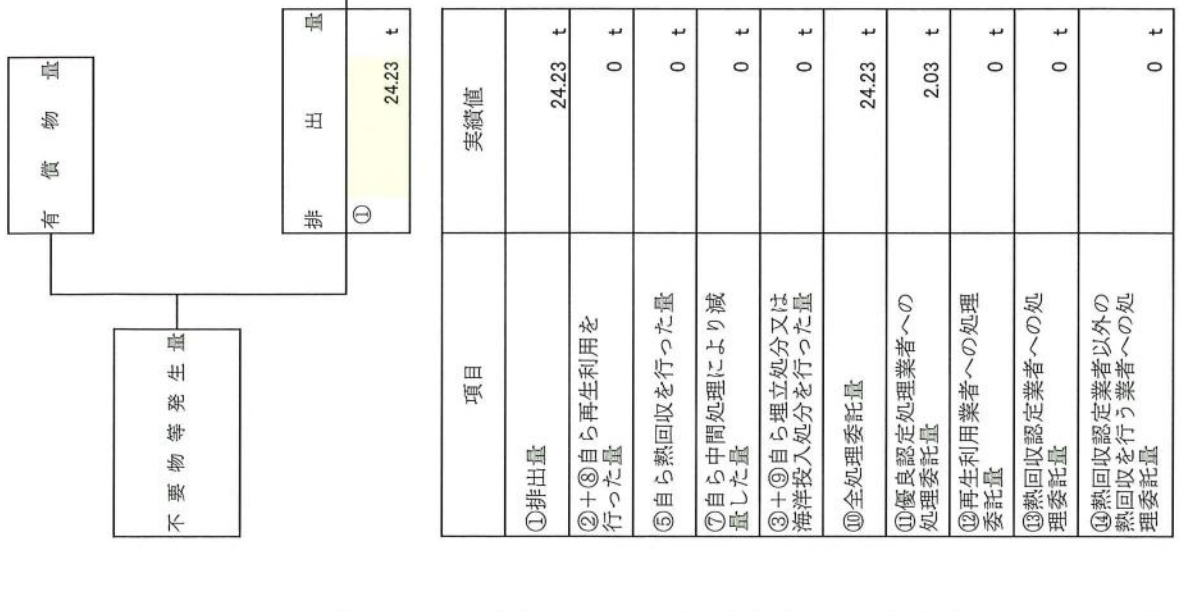 有償物量
不要物等発生量
排出量
①
24.23 t
項目
実績値
①排出量
24.23 t
②+⑧自ら再生利用を
行った量
0 t
⑤自ら熱回収を行った量
0 t
⑦自ら中間処理により減
量した量
0 t
③+⑨自ら埋立処分又は
海洋投入処分を行った量
0 t
⑩全処理委託量
24.23 t
⑪優良認定処理業者への
処理委託量
2.03 t
⑫再生利用業者への処理
委託量
0 t
⑬熱回収認定業者への処
理委託量
0 t
⑭熱回収認定業者以外の
熱回収を行う業者への処
理委託量
0 t